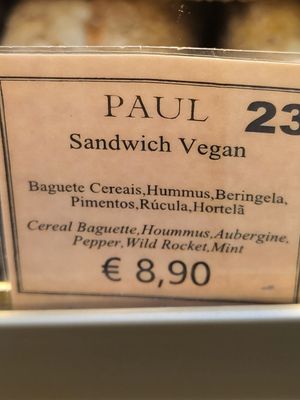 PAUL 23
Sandwich Vegan
Baguete Cereais,Hummus,Beringela,
Pimentos,Rúcula,Hortelã
Cereal Baguette,Hoummus,Aubergine,
Pepper,Wild Rocket,Mint
€ 8,90